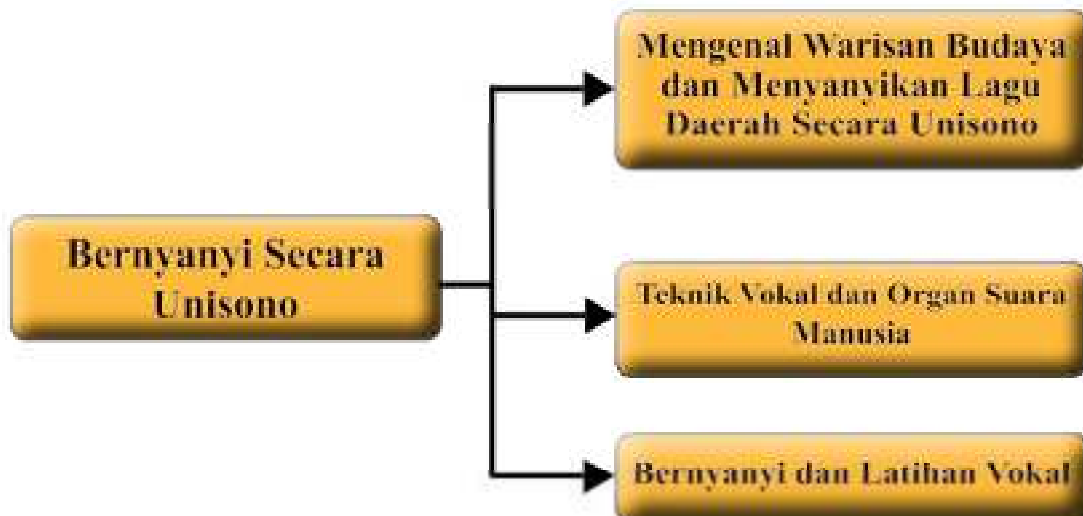 Bernyanyi Secara
Unisono
Mengenal Warisan Budaya
dan Menyanyikan Lagu
Daerah Secara Unisono
Teknik Vokal dan Organ Suara
Manusia
Bernyanyi dan Latihan Vokal